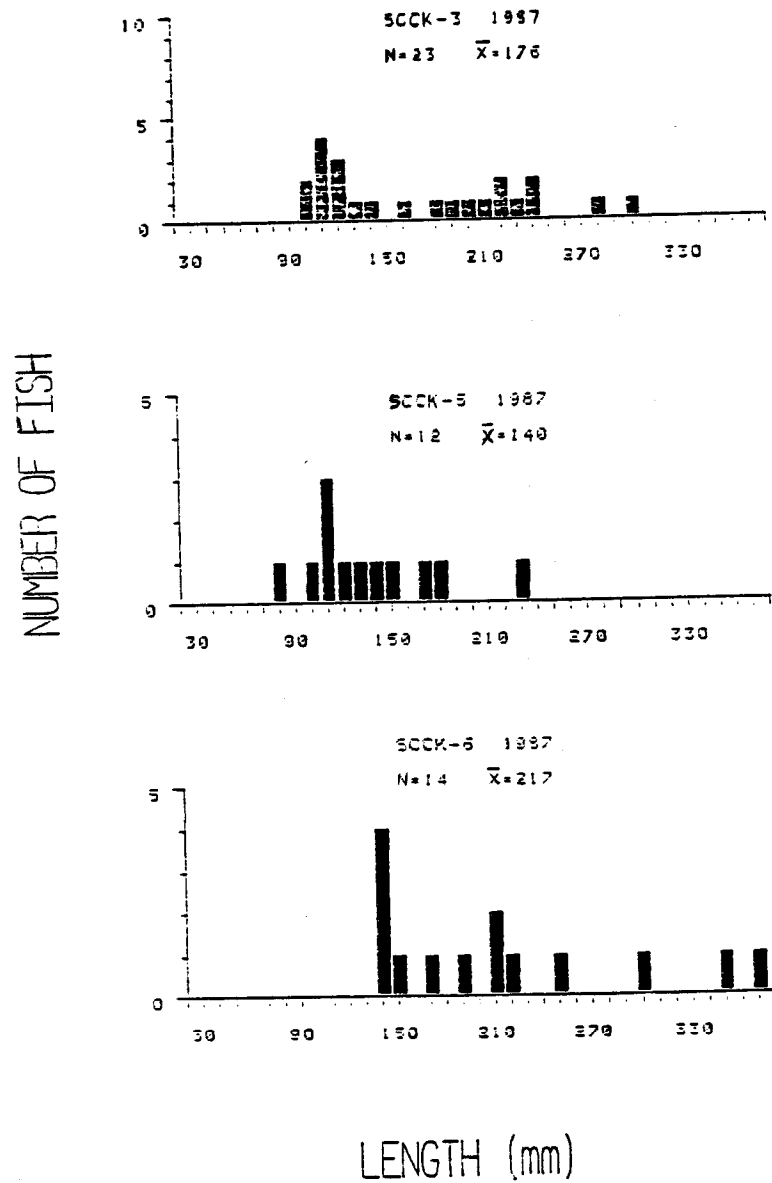 SCCK-3 1987
N=23 X̄=176
10
5
0
30 90 150 210 270 330
NUMBER OF FISH
SCCK-5 1987
N=12 X̄=140
5
0
30 90 150 210 270 330
SCCK-6 1987
N=14 X̄=217
5
0
30 90 150 210 270 330
LENGTH (mm)